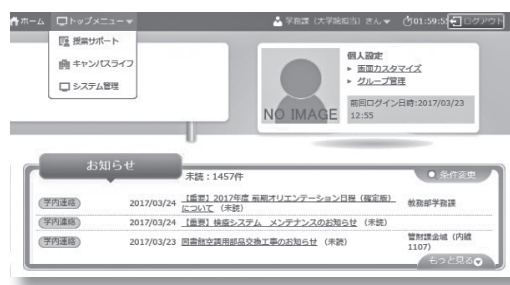 ホーム トップメニュー▼ 学務課(大学院担当)さん▼ 01:59:5 ログアウト
授業サポート
キャンパスライフ
システム管理
個人設定
画面カスタマイズ
グループ管理
前回ログイン日時:2017/03/23
12:55
NO IMAGE
お知らせ
未読:1457件
条件変更
学内連絡 2017/03/24 【重要】2017年度 前期オリエンテーション日程(確定版)
について (未読) 教務部学務課
学内連絡 2017/03/24 【重要】検疫システム メンテナンスのお知らせ (未読)
学内連絡 2017/03/23 図書館空調用部品交換工事のお知らせ (未読) 管財課金城(内線
1107)
もっと見る